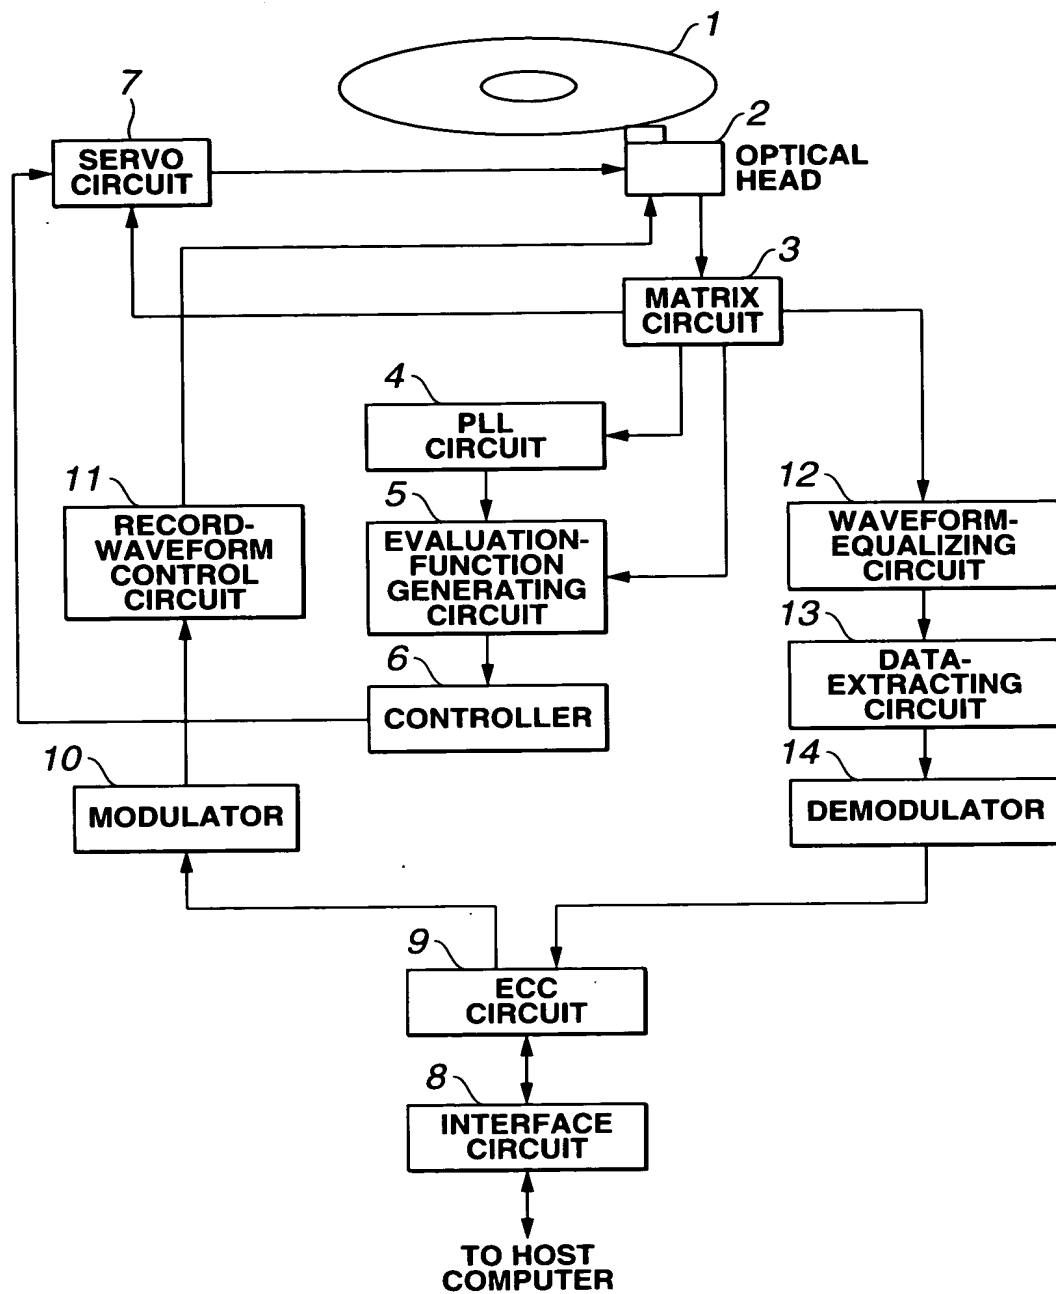 1
7
2
SERVO
CIRCUIT
OPTICAL
HEAD
3
MATRIX
CIRCUIT
4
PLL
CIRCUIT
11
RECORD-
WAVEFORM
CONTROL
CIRCUIT
5
EVALUATION-
FUNCTION
GENERATING
CIRCUIT
12
WAVEFORM-
EQUALIZING
CIRCUIT
13
DATA-
EXTRACTING
CIRCUIT
6
CONTROLLER
10
MODULATOR
14
DEMODULATOR
9
ECC
CIRCUIT
8
INTERFACE
CIRCUIT
TO HOST
COMPUTER